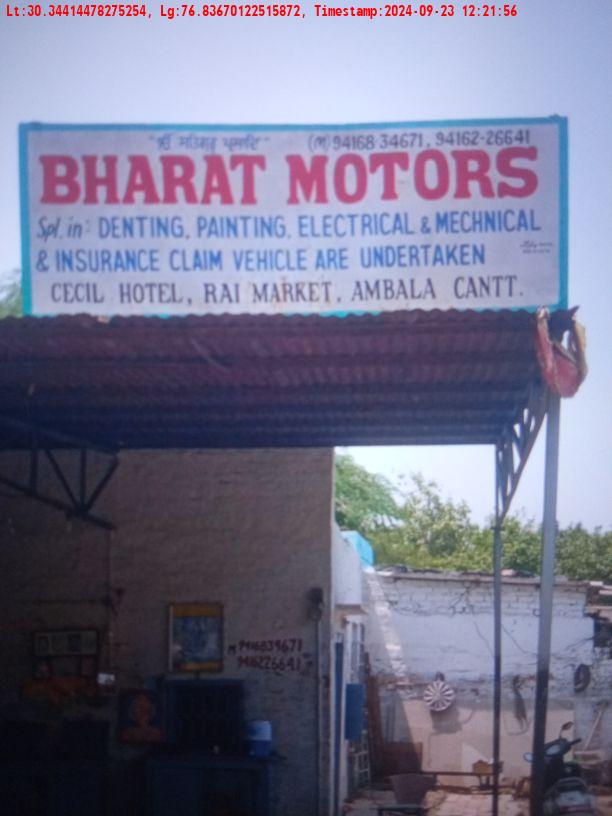 Lt:30.34414478275254, Lg:76.83670122515872, Timestamp:2024-09-23 12:21:56
"ੴ ਸਤਿਗੁਰ ਪ੍ਰਸਾਦਿ" (M) 94168 34671, 94162-26641
BHARAT MOTORS
Spl. in: DENTING, PAINTING, ELECTRICAL & MECHNICAL
& INSURANCE CLAIM VEHICLE ARE UNDERTAKEN
CECIL HOTEL, RAI MARKET, AMBALA CANTT.
M 9416834671
9416226641